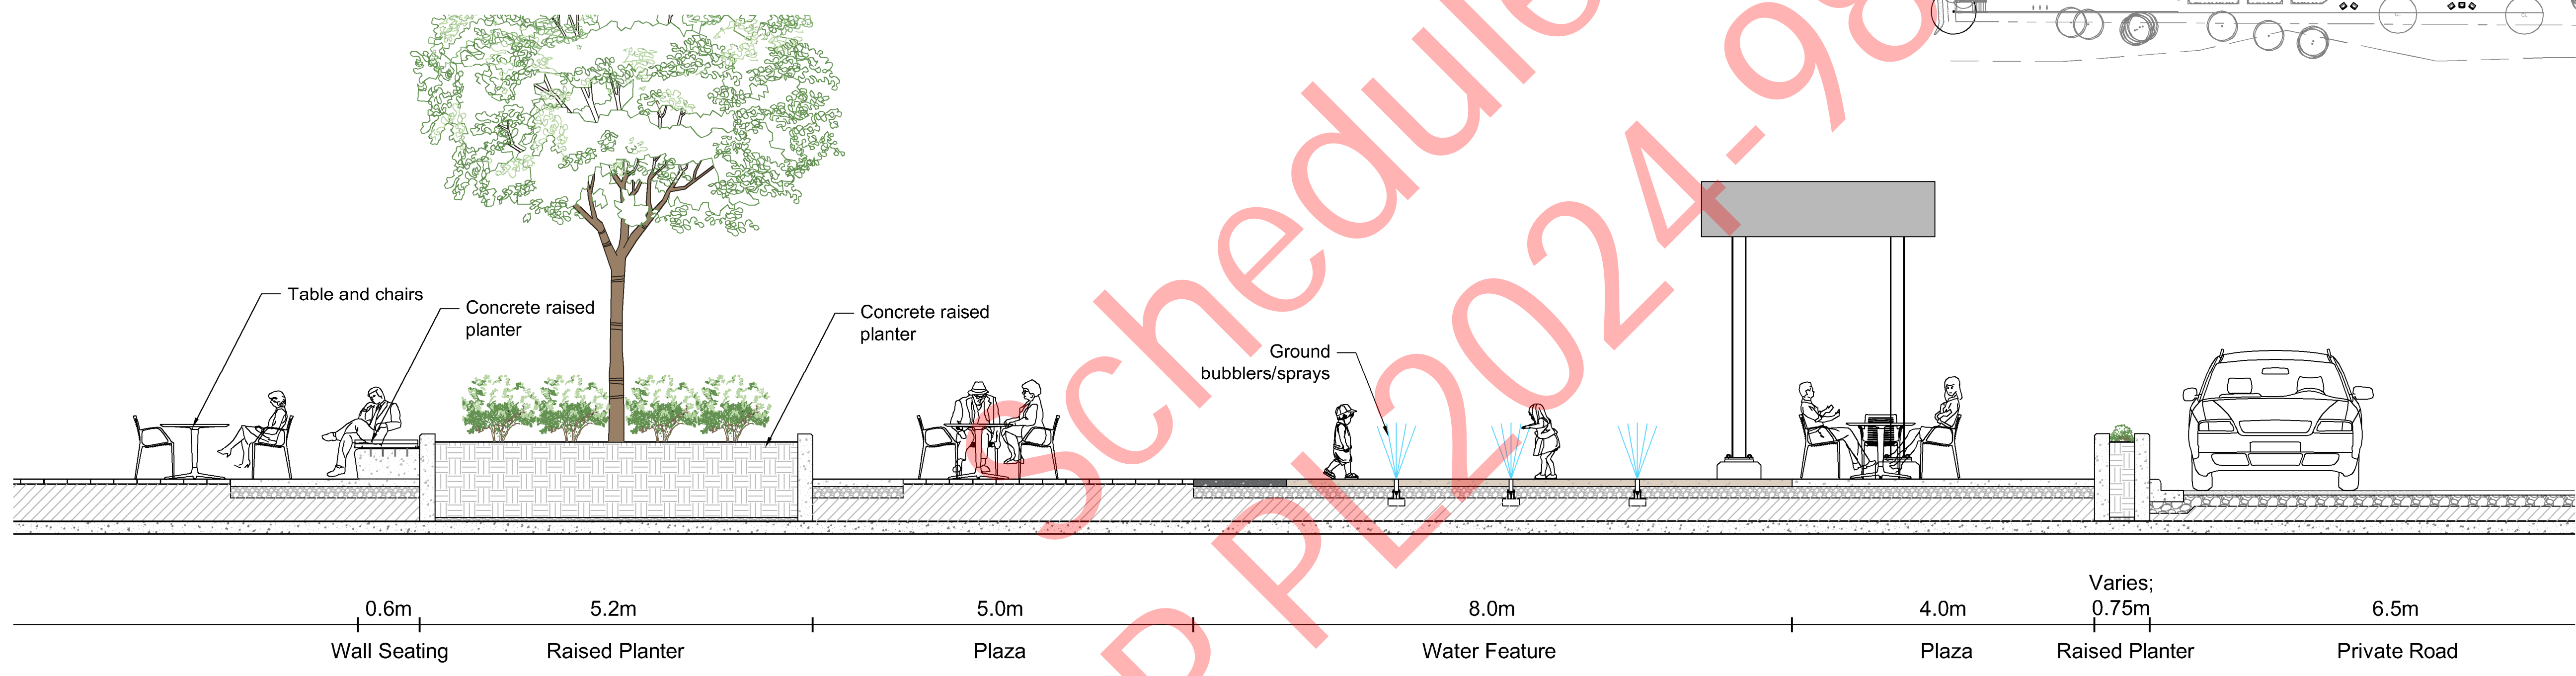 Table and chairs
Concrete raised
planter
Concrete raised
planter
Ground
bubblers/sprays
Schedule
P PL2024-98
0.6m
5.2m
5.0m
8.0m
4.0m
Varies;
0.75m
6.5m
Wall Seating
Raised Planter
Plaza
Water Feature
Plaza
Raised Planter
Private Road